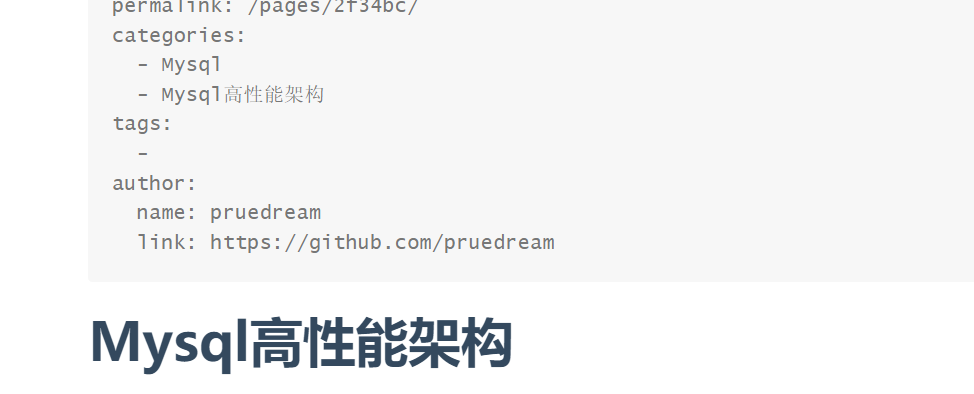 permalink: /pages/2f34bc/
categories:
  - Mysql
  - Mysql高性能架构
tags:
  -
author:
  name: pruedream
  link: https://github.com/pruedream
Mysql高性能架构